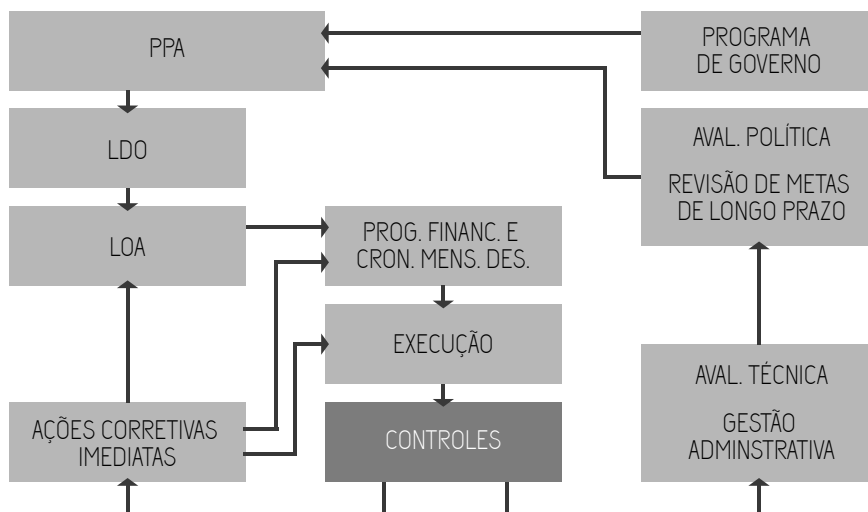 PPA
PROGRAMA
DE GOVERNO
LDO
AVAL. POLÍTICA
REVISÃO DE METAS
DE LONGO PRAZO
LOA
PROG. FINANC. E
CRON. MENS. DES.
EXECUÇÃO
AVAL. TÉCNICA
GESTÃO
ADMINSTRATIVA
AÇÕES CORRETIVAS
IMEDIATAS
CONTROLES